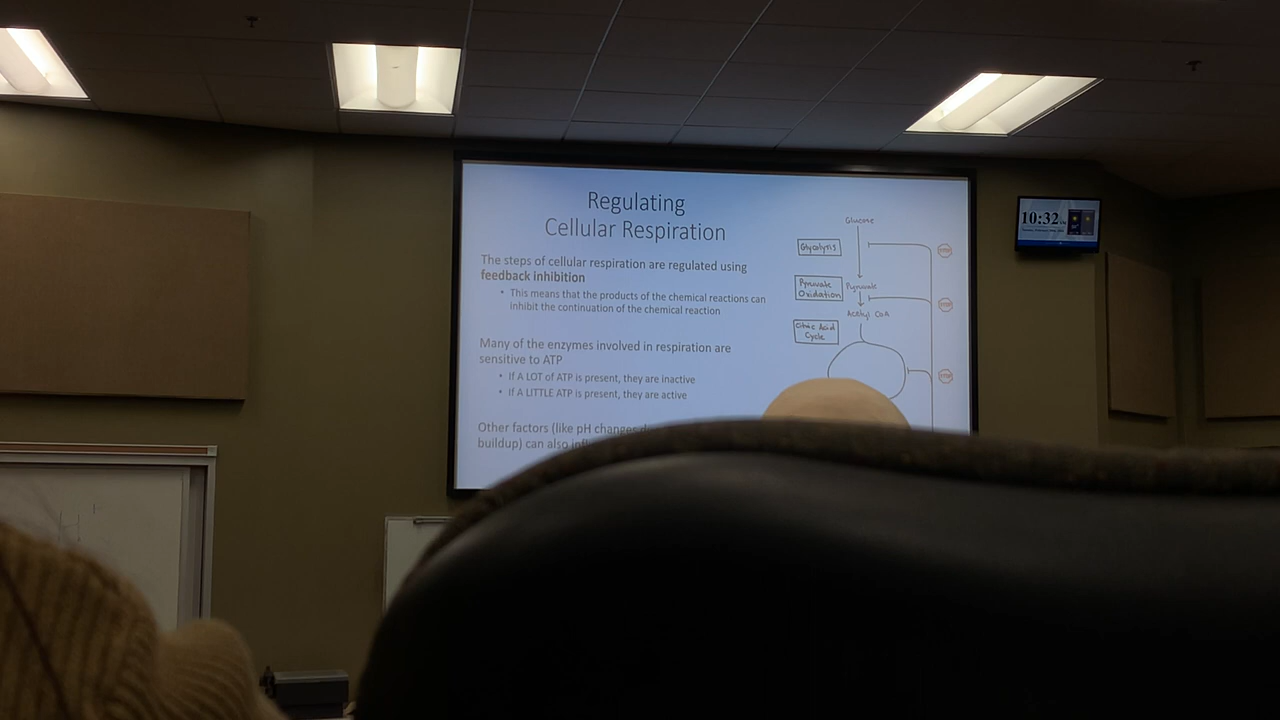 Regulating
Cellular Respiration
The steps of cellular respiration are regulated using
feedback inhibition
• This means that the products of the chemical reactions can
inhibit the continuation of the chemical reaction
Many of the enzymes involved in respiration are
sensitive to ATP
• If A LOT of ATP is present, they are inactive
• If A LITTLE ATP is present, they are active
Other factors (like pH changes
buildup) can also
Glucose
Glycolysis
Pyruvate
Oxidation
Pyruvate
Acetyl CoA
Citric Acid
Cycle
STOP
STOP
STOP
10:32